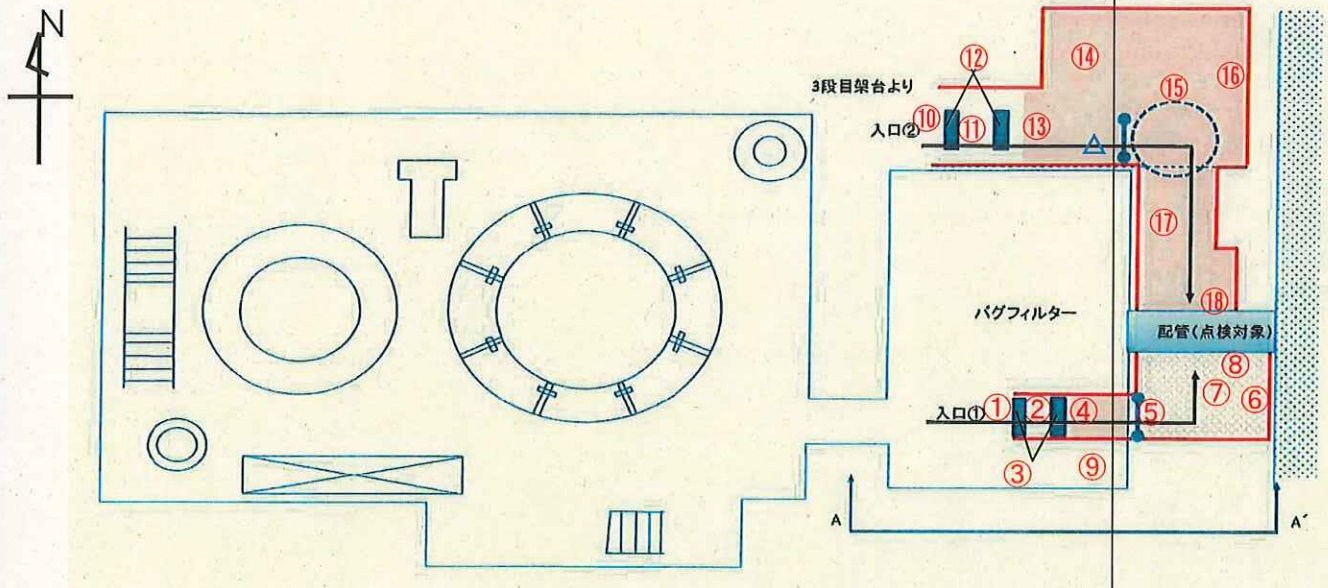 N
⑫
⑭
⑯
3段目架台より
⑮
⑩
⑪
⑬
入口②
⑰
⑱
バグフィルター
配管(点検対象)
⑧
⑦
⑥
入口①
①
②
④
⑤
③
⑨
A
A´